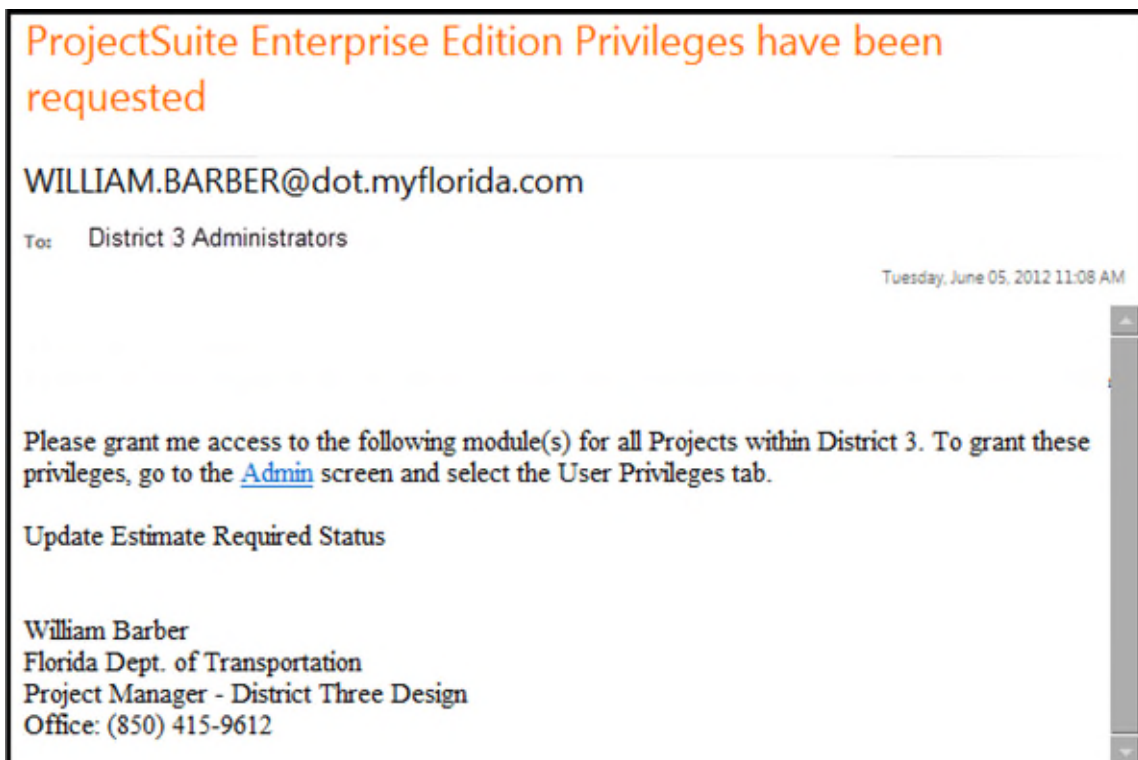 ProjectSuite Enterprise Edition Privileges have been
requested
WILLIAM.BARBER@dot.myflorida.com
To: District 3 Administrators
Tuesday, June 05, 2012 11:08 AM
Please grant me access to the following module(s) for all Projects within District 3. To grant these
privileges, go to the Admin screen and select the User Privileges tab.
Update Estimate Required Status
William Barber
Florida Dept. of Transportation
Project Manager - District Three Design
Office: (850) 415-9612